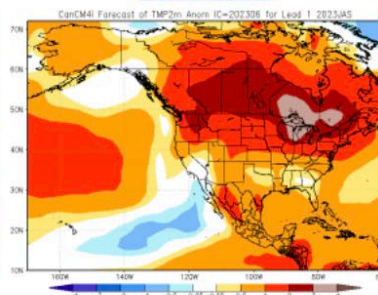 CanCM4i Forecast of TMP2m Anom IC=202306 for Lead 1 2023JAS
70N
60N
50N
40N
30N
20N
10N
160W 140W 120W 100W 80W